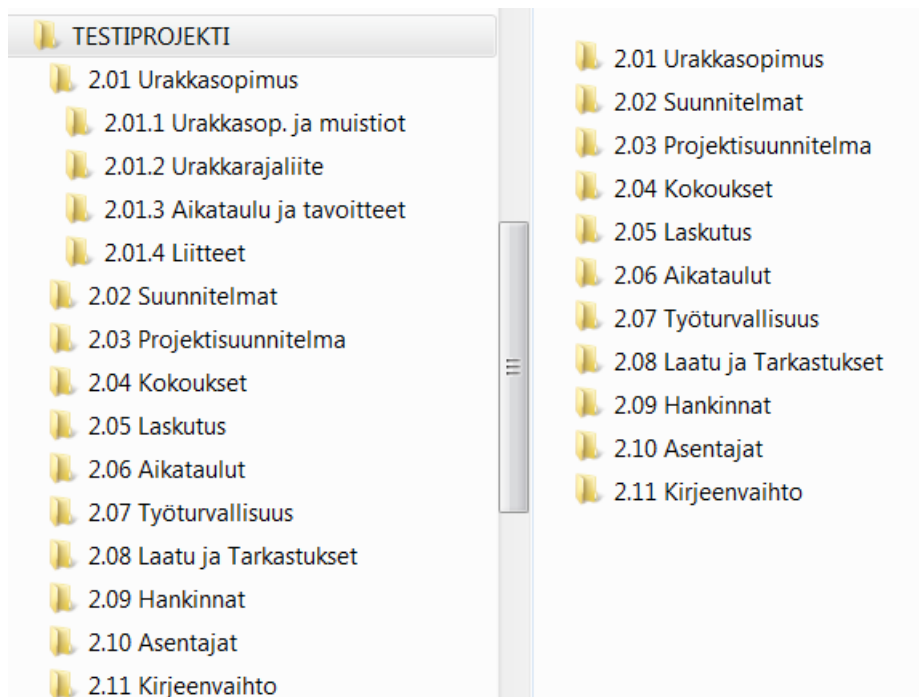 TESTIPROJEKTI
2.01 Urakkasopimus
2.01.1 Urakkasop. ja muistiot
2.01.2 Urakkarajaliite
2.01.3 Aikataulu ja tavoitteet
2.01.4 Liitteet
2.02 Suunnitelmat
2.03 Projektisuunnitelma
2.04 Kokoukset
2.05 Laskutus
2.06 Aikataulut
2.07 Työturvallisuus
2.08 Laatu ja Tarkastukset
2.09 Hankinnat
2.10 Asentajat
2.11 Kirjeenvaihto
2.01 Urakkasopimus
2.02 Suunnitelmat
2.03 Projektisuunnitelma
2.04 Kokoukset
2.05 Laskutus
2.06 Aikataulut
2.07 Työturvallisuus
2.08 Laatu ja Tarkastukset
2.09 Hankinnat
2.10 Asentajat
2.11 Kirjeenvaihto